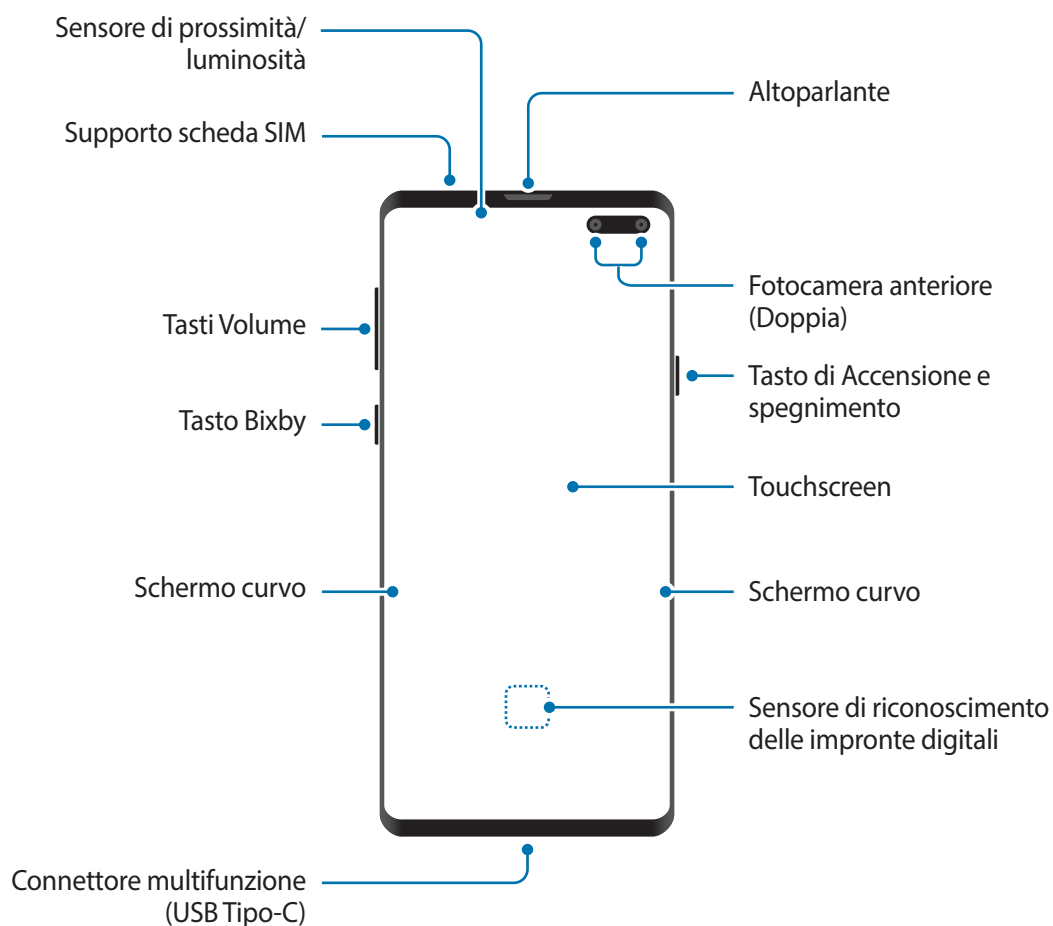 Sensore di prossimità/
luminosità
Supporto scheda SIM
Altoparlante
Fotocamera anteriore
(Doppia)
Tasti Volume
Tasto di Accensione e
spegnimento
Tasto Bixby
Touchscreen
Schermo curvo
Schermo curvo
Sensore di riconoscimento
delle impronte digitali
Connettore multifunzione
(USB Tipo-C)